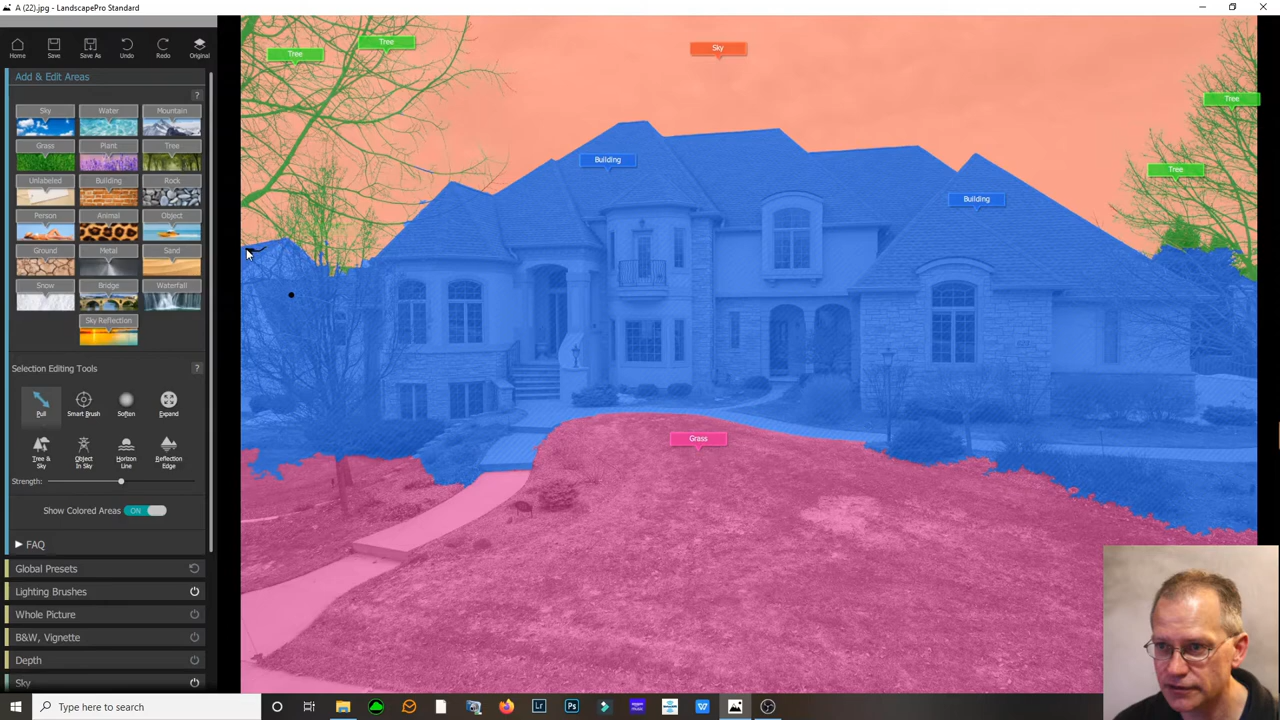 A (22).jpg - LandscapePro Standard
Home Save Save As Undo Redo Original
Add & Edit Areas
?
Sky Water Mountain
Grass Plant Tree
Unlabeled Building Rock
Person Animal Object
Ground Metal Sand
Snow Bridge Waterfall
Sky Reflection
Selection Editing Tools ?
Pull Smart Brush Soften Expand
Tree & Sky Object In Sky Horizon Line Reflection Edge
Strength:
Show Colored Areas ON
FAQ
Global Presets
Lighting Brushes
Whole Picture
B&W, Vignette
Depth
Sky
Tree
Tree
Sky
Tree
Tree
Building
Building
Grass
Type here to search
Lr
Ps
music
W